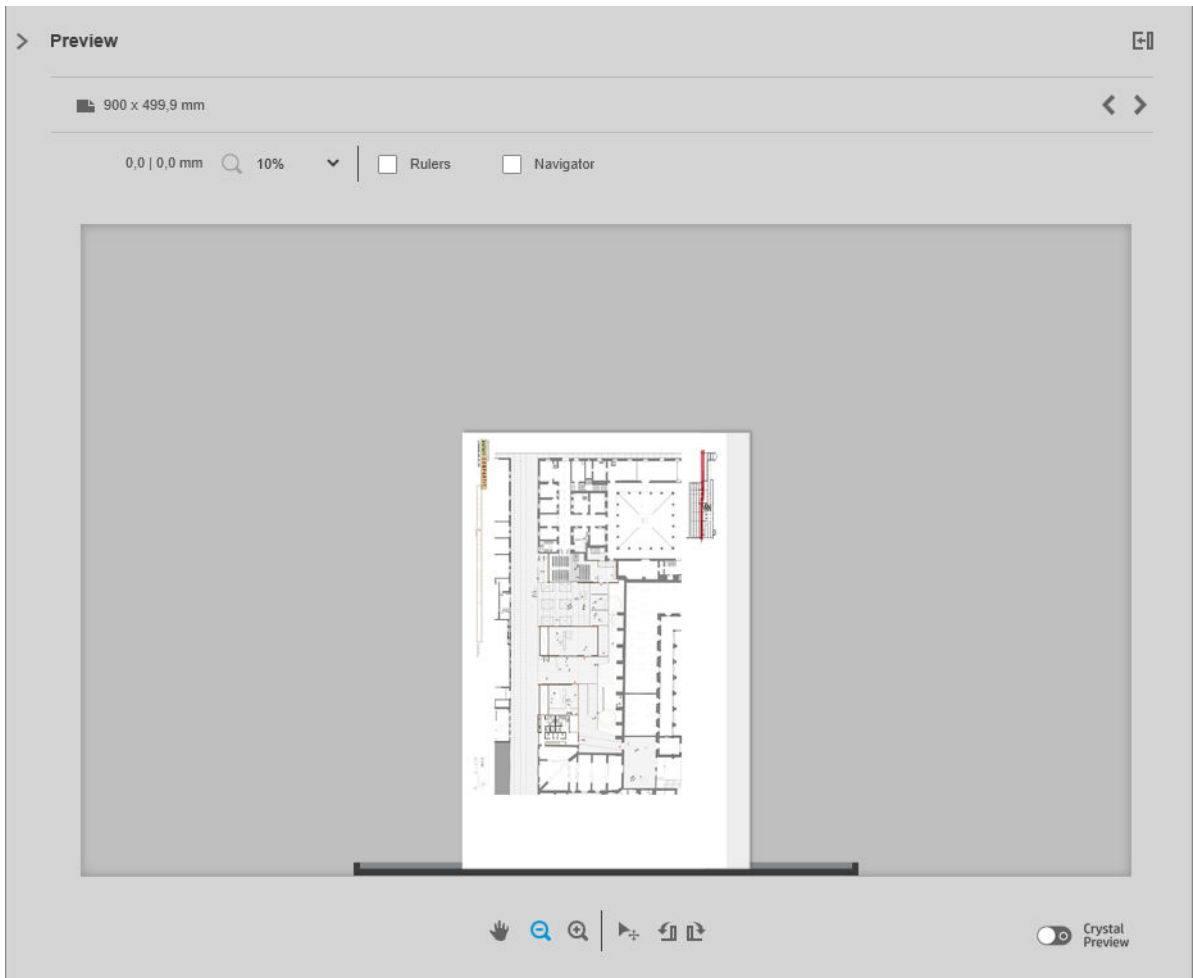 Preview
900 x 499,9 mm
0,0 | 0,0 mm
10%
Rulers
Navigator
Crystal
Preview